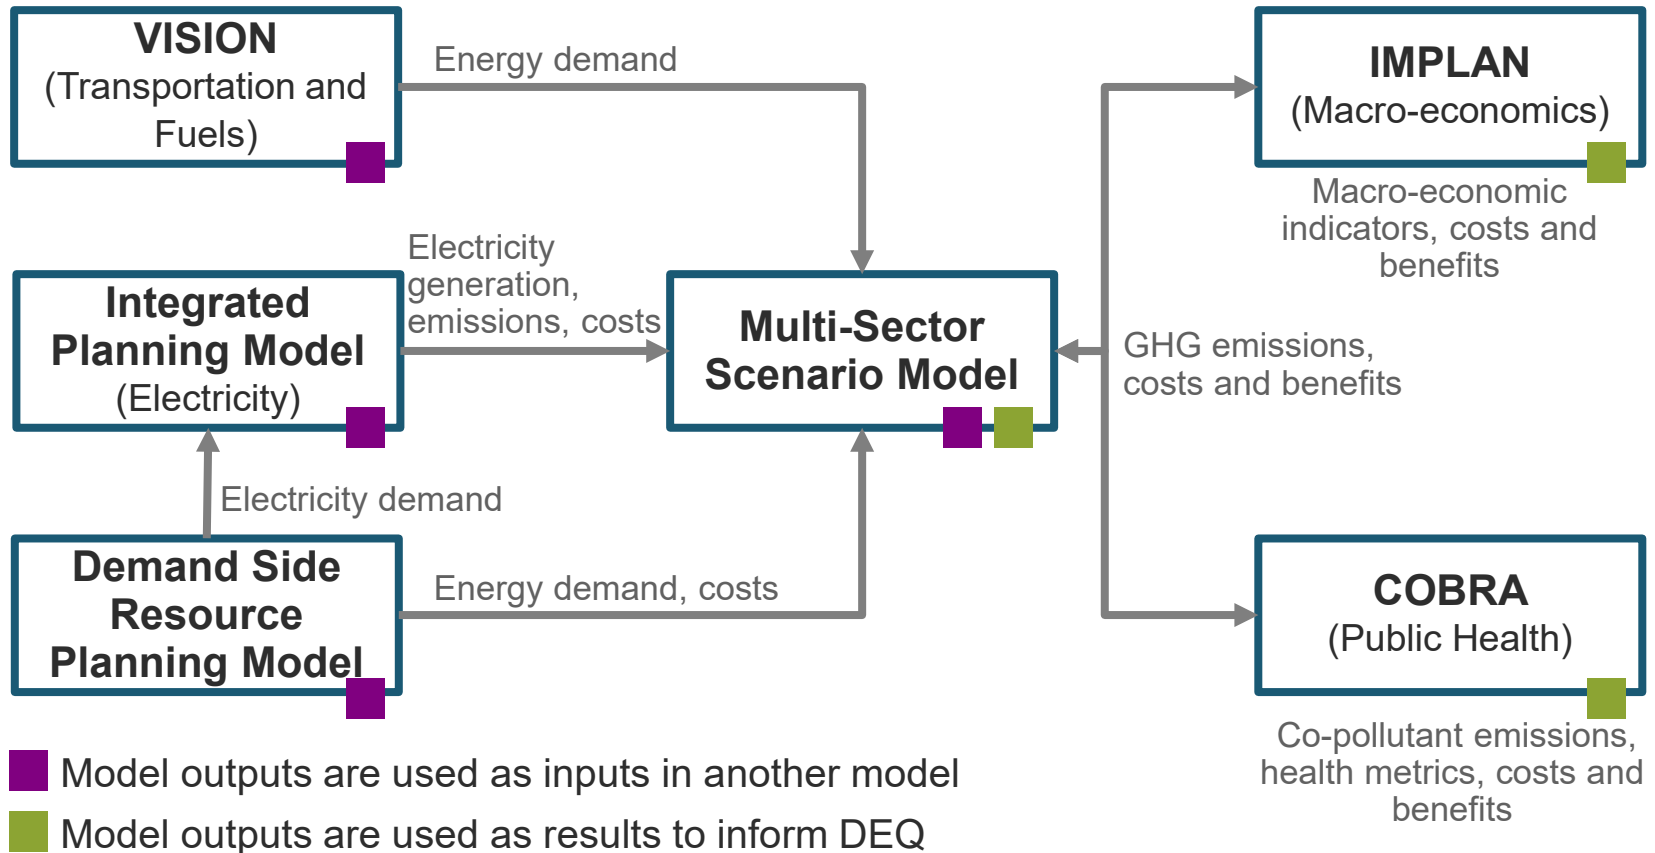 VISION
(Transportation and
Fuels)
Energy demand
IMPLAN
(Macro-economics)
Macro-economic
indicators, costs and
benefits
Integrated
Planning Model
(Electricity)
Electricity
generation,
emissions, costs
Multi-Sector
Scenario Model
GHG emissions,
costs and benefits
Electricity demand
Demand Side
Resource
Planning Model
Energy demand, costs
COBRA
(Public Health)
Co-pollutant emissions,
health metrics, costs and
benefits
Model outputs are used as inputs in another model
Model outputs are used as results to inform DEQ